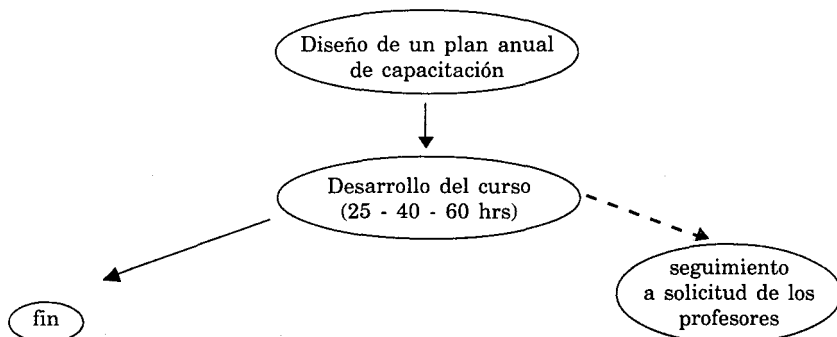 Diseño de un plan anual
de capacitación
Desarrollo del curso
(25 - 40 - 60 hrs)
seguimiento
a solicitud de los
profesores
fin